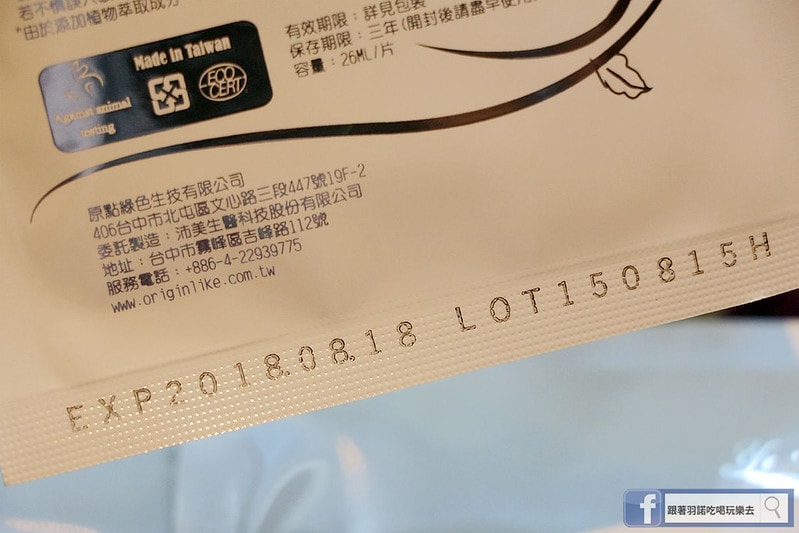 *由於添加植物萃取成分
有效期限：詳見包裝
保存期限：三年(開封後請盡早使用
容量：26ML/片
Made in Taiwan
Against animal
testing
ECO
CERT
原點綠色生技有限公司
406台中市北屯區文心路三段447號19F-2
委託製造：沛美生醫科技股份有限公司
地址：台中市霧峰區吉峰路112號
服務電話：+886-4-22939775
www.originlike.com.tw
EXP2018.08.18 LOT150815H
f 跟著羽諾吃喝玩樂去